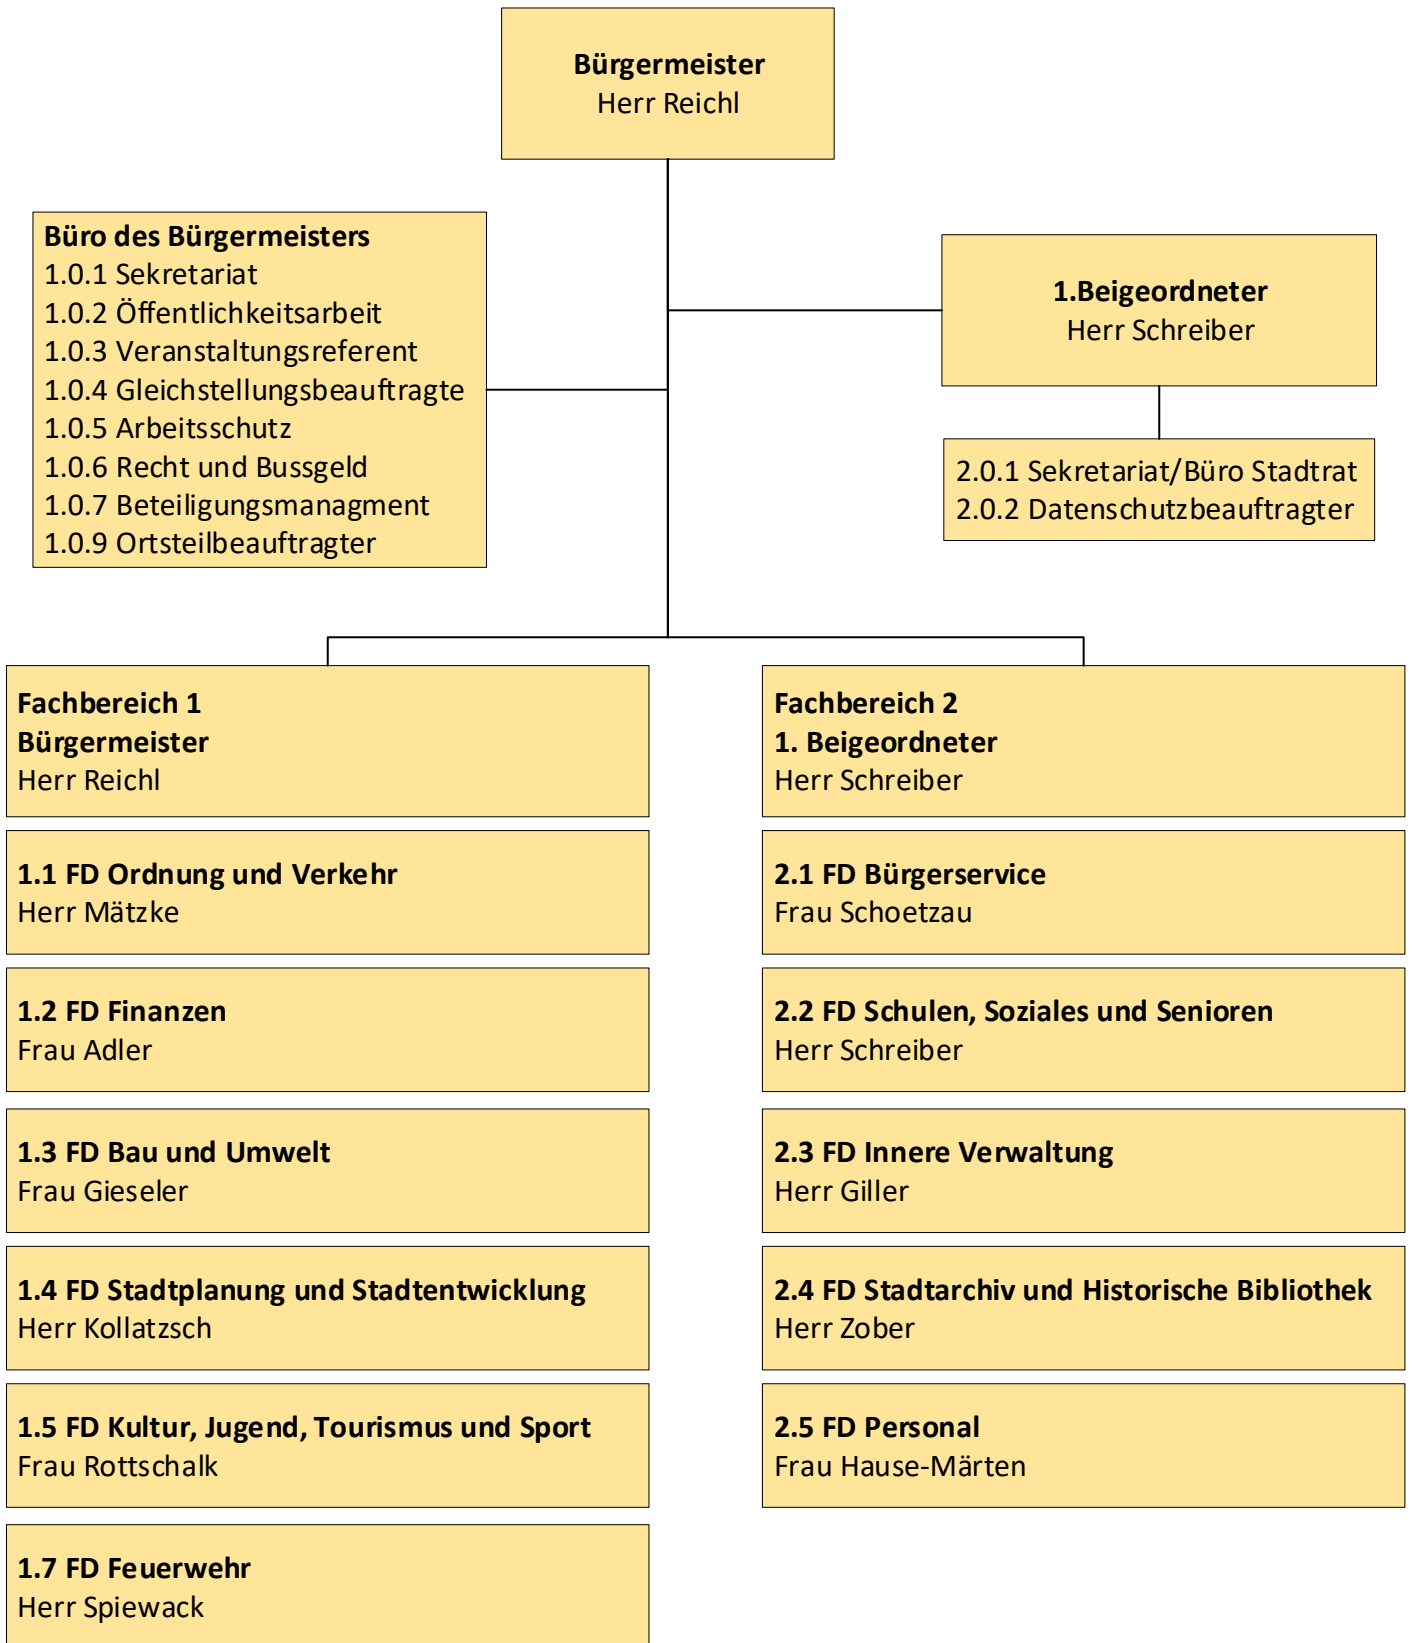 Bürgermeister
Herr Reichl
Büro des Bürgermeisters
1.0.1 Sekretariat
1.0.2 Öffentlichkeitsarbeit
1.0.3 Veranstaltungsreferent
1.0.4 Gleichstellungsbeauftragte
1.0.5 Arbeitsschutz
1.0.6 Recht und Bussgeld
1.0.7 Beteiligungsmanagment
1.0.9 Ortsteilbeauftragter
1.Beigeordneter
Herr Schreiber
2.0.1 Sekretariat/Büro Stadtrat
2.0.2 Datenschutzbeauftragter
Fachbereich 1
Bürgermeister
Herr Reichl
1.1 FD Ordnung und Verkehr
Herr Mätzke
1.2 FD Finanzen
Frau Adler
1.3 FD Bau und Umwelt
Frau Gieseler
1.4 FD Stadtplanung und Stadtentwicklung
Herr Kollatzsch
1.5 FD Kultur, Jugend, Tourismus und Sport
Frau Rottschalk
1.7 FD Feuerwehr
Herr Spiewack
Fachbereich 2
1. Beigeordneter
Herr Schreiber
2.1 FD Bürgerservice
Frau Schoetzau
2.2 FD Schulen, Soziales und Senioren
Herr Schreiber
2.3 FD Innere Verwaltung
Herr Giller
2.4 FD Stadtarchiv und Historische Bibliothek
Herr Zober
2.5 FD Personal
Frau Hause-Märten